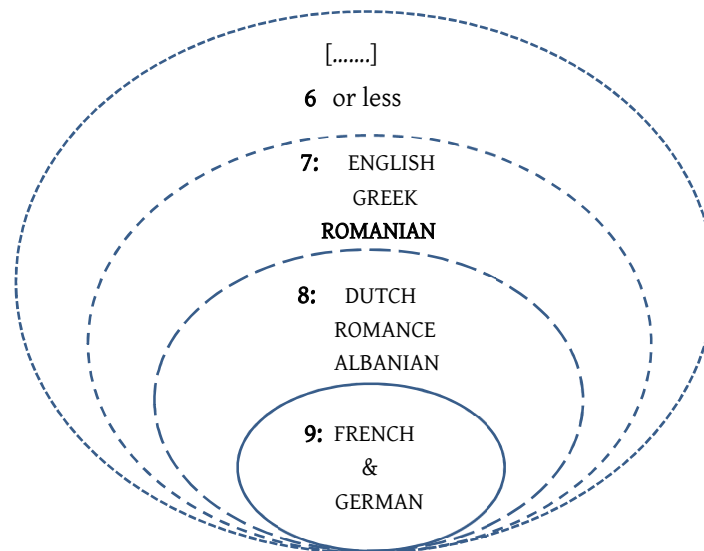 [.......]
6 or less
7: ENGLISH
GREEK
ROMANIAN
8: DUTCH
ROMANCE
ALBANIAN
9: FRENCH
&
GERMAN